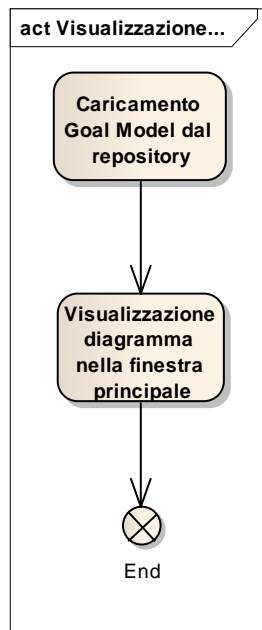 act Visualizzazione...
Caricamento
Goal Model dal
repository
Visualizzazione
diagramma
nella finestra
principale
End